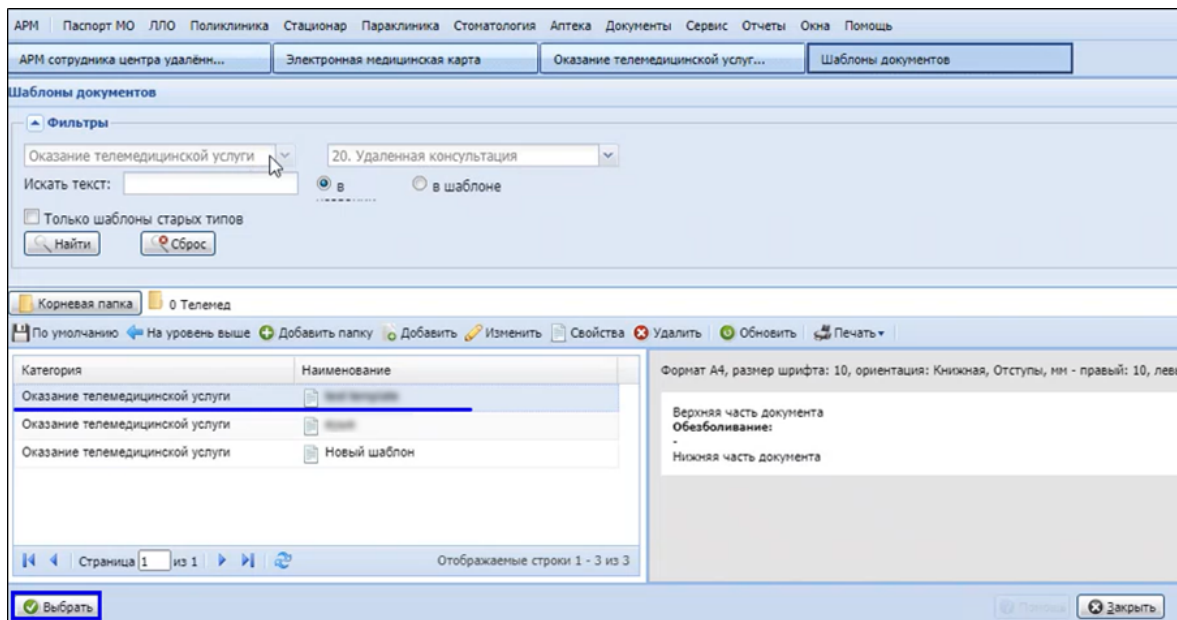 АРМ Паспорт МО ЛЛО Поликлиника Стационар Параклиника Стоматология Аптека Документы Сервис Отчеты Окна Помощь
АРМ сотрудника центра удалённ... Электронная медицинская карта Оказание телемедицинской услуг... Шаблоны документов
Шаблоны документов
Фильтры
Оказание телемедицинской услуги 20. Удаленная консультация
Искать текст: в в шаблоне
Только шаблоны старых типов
Найти Сброс
Корневая папка 0 Телемед
По умолчанию На уровень выше Добавить папку Добавить Изменить Свойства Удалить Обновить Печать
Категория Наименование
Формат А4, размер шрифта: 10, ориентация: Книжная, Отступы, мм - правый: 10,
Оказание телемедицинской услуги
Оказание телемедицинской услуги
Оказание телемедицинской услуги Новый шаблон
Верхняя часть документа
Обезболивание:
-
Нижняя часть документа
Страница 1 из 1 Отображаемые строки 1 - 3 из 3
Выбрать Помощь Закрыть